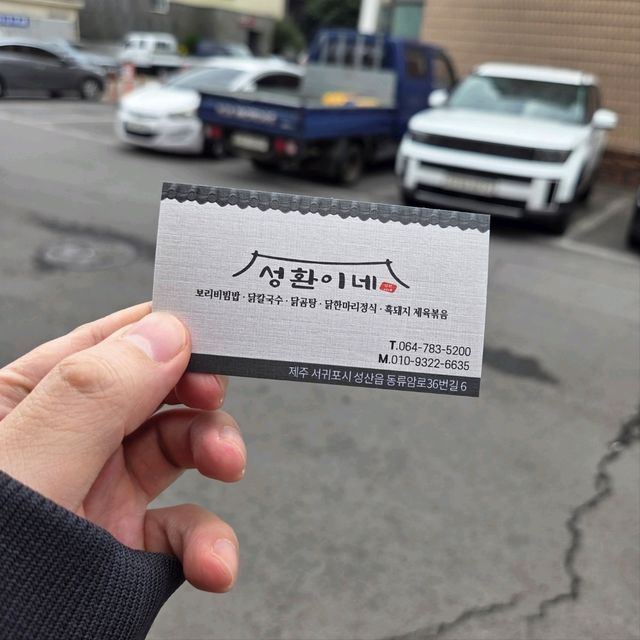 성환이네
보리비빔밥 · 닭칼국수 · 닭곰탕 · 닭한마리정식 · 흑돼지 제육볶음
T.064-783-5200
M.010-9322-6635
제주 서귀포시 성산읍 동류암로36번길 6